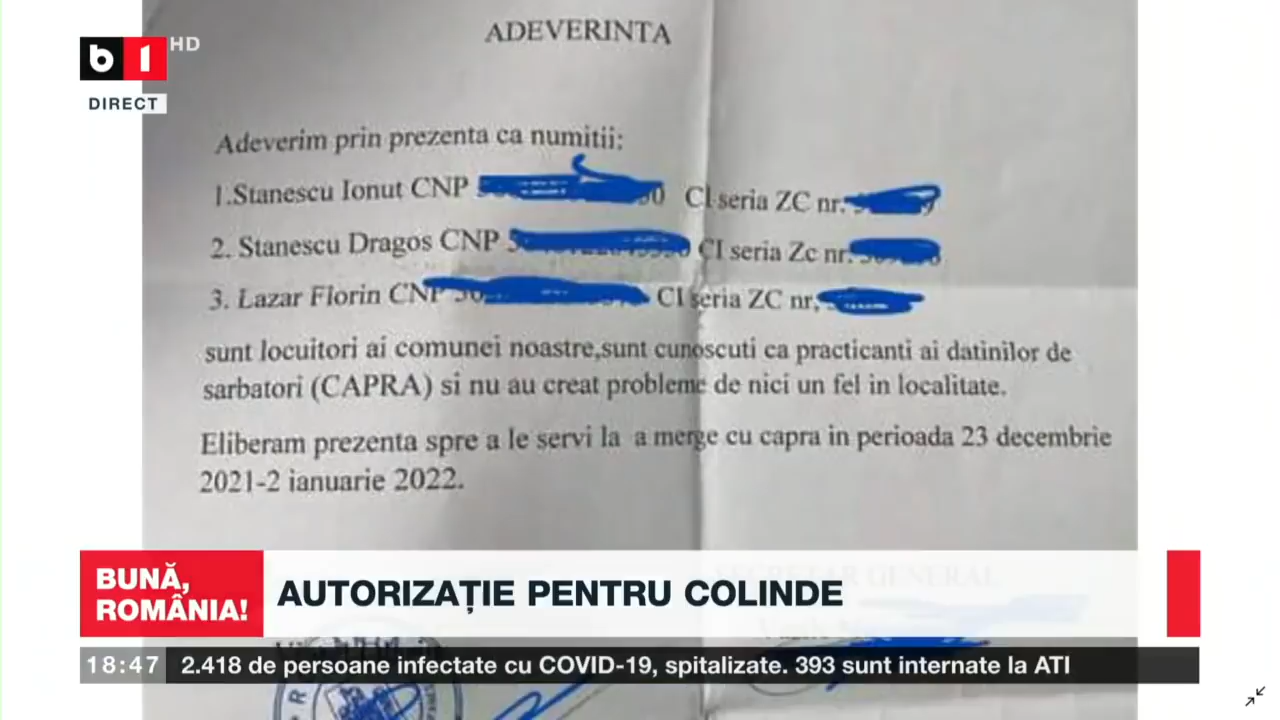 ADEVERINTA
b1 HD
DIRECT
Adeverim prin prezenta ca numitii:
1.Stanescu Ionut CNP CI seria ZC nr.
2. Stanescu Dragos CNP CI seria Zc nr.
3. Lazar Florin CNP CI seria ZC nr.
sunt locuitori ai comunei noastre,sunt cunoscuti ca practicanti ai datinilor de
sarbatori (CAPRA) si nu au creat probleme de nici un fel in localitate.
Eliberam prezenta spre a le servi la a merge cu capra in perioada 23 decembrie
2021-2 ianuarie 2022.
SECRETAR GENERAL
BUNĂ,
ROMÂNIA!
AUTORIZAȚIE PENTRU COLINDE
18:47 2.418 de persoane infectate cu COVID-19, spitalizate. 393 sunt internate la ATI